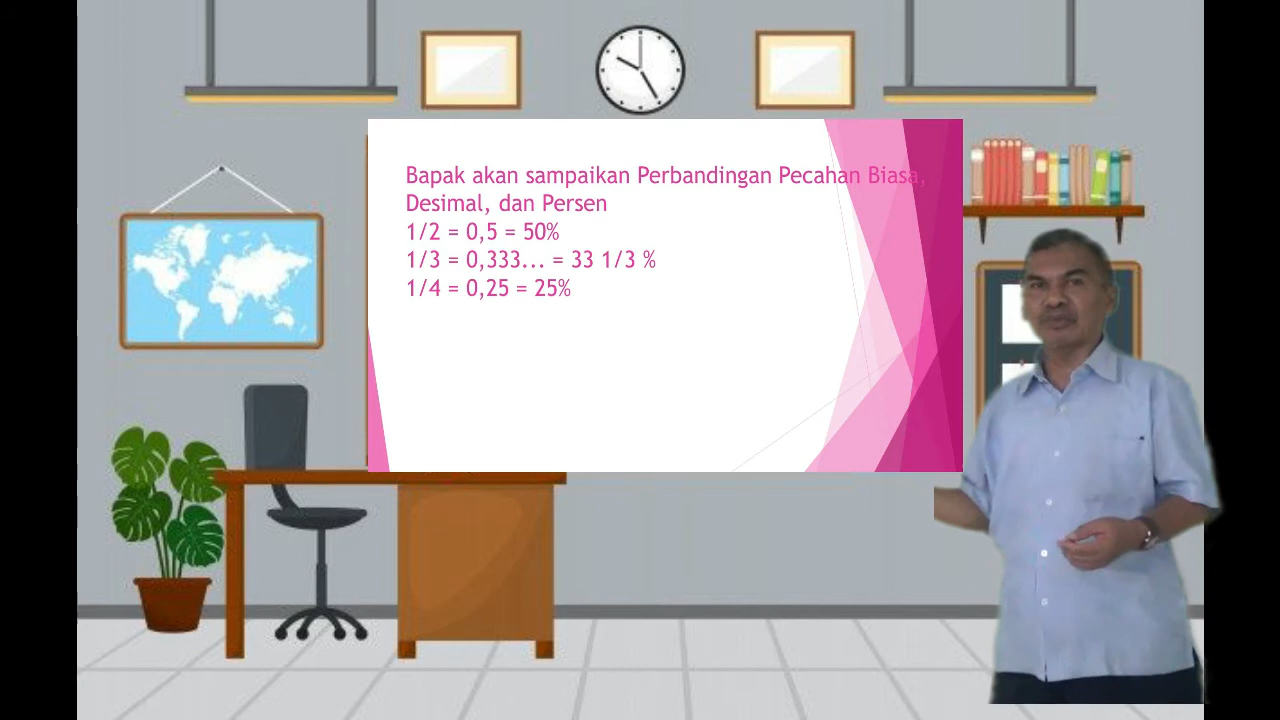 Bapak akan sampaikan Perbandingan Pecahan Biasa,
Desimal, dan Persen
1/2 = 0,5 = 50%
1/3 = 0,333... = 33 1/3 %
1/4 = 0,25 = 25%